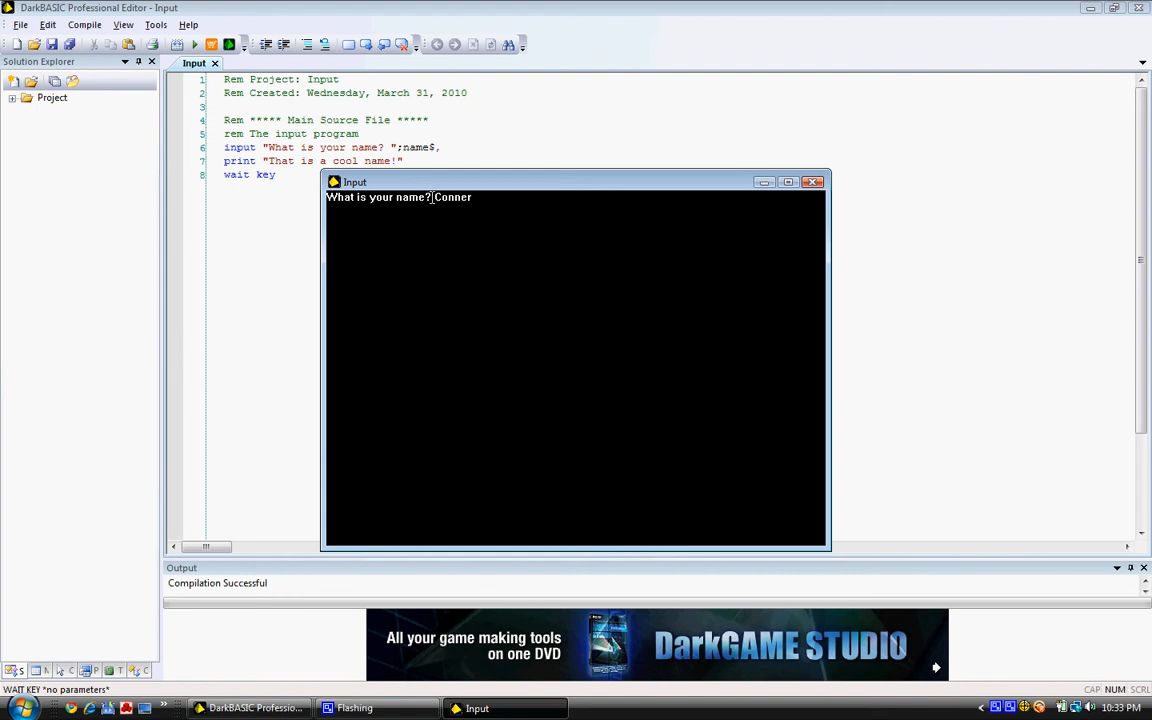 DarkBASIC Professional Editor - Input
File Edit Compile View Tools Help
Solution Explorer
Input
Project
1 Rem Project: Input
2 Rem Created: Wednesday, March 31, 2010
3
4 Rem ***** Main Source File *****
5 rem The input program
6 input "What is your name? ";name$,
7 print "That is a cool name!"
8 wait key
Input
What is your name? Conner
Output
Compilation Successful
All your game making tools
on one DVD
DarkGAME STUDIO
S
P
T
C
WAIT KEY *no parameters*
CAP NUM SCRL
DarkBASIC Professio...
Flashing
Input
10:33 PM